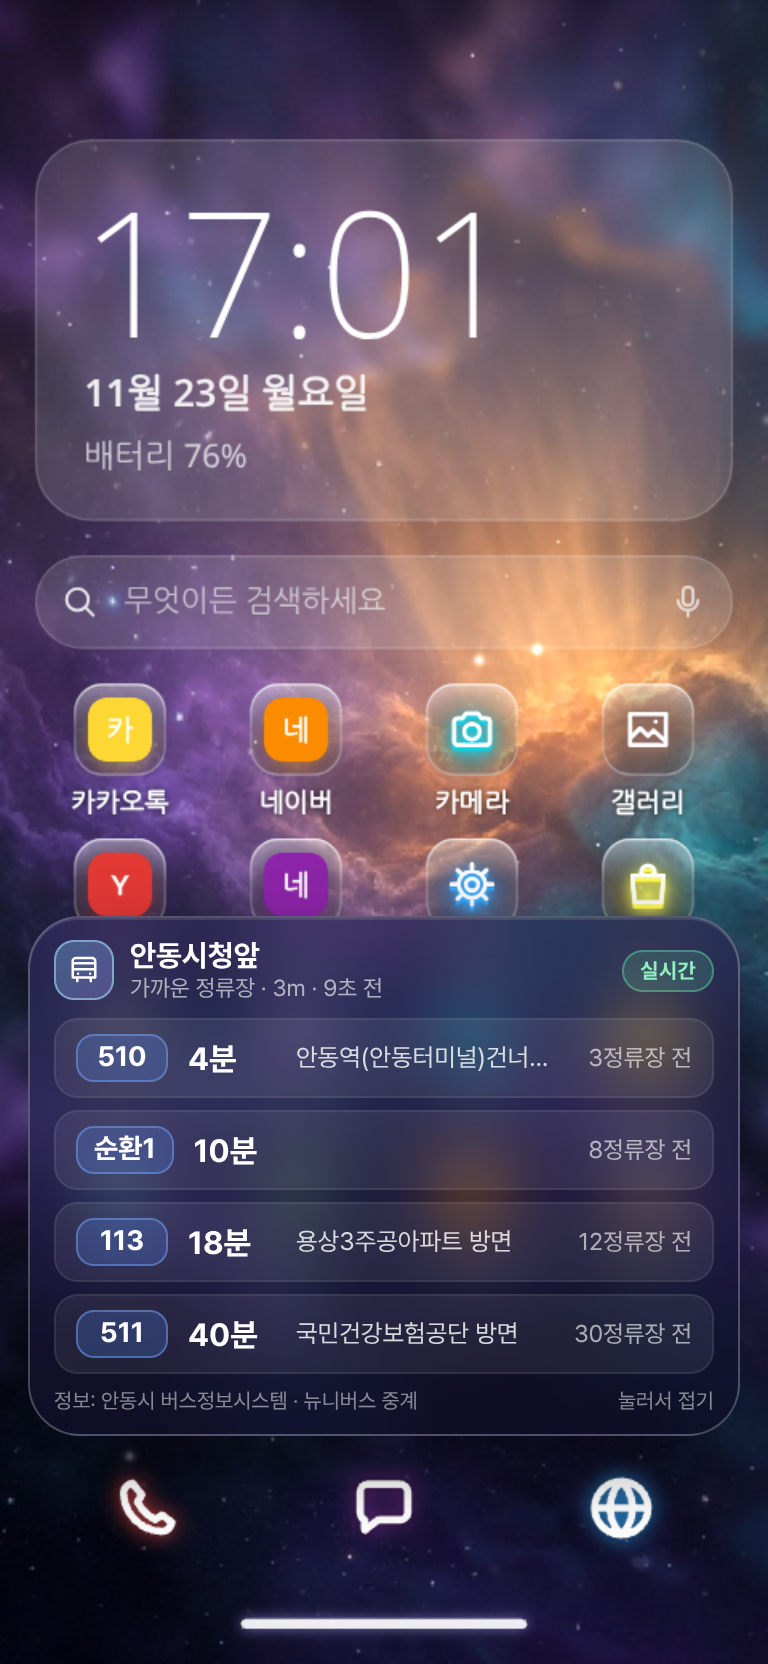 17:01
11월 23일 월요일
배터리 76%
무엇이든 검색하세요
카 네
카카오톡 네이버 카메라 갤러리
Y 네
안동시청앞
가까운 정류장 · 3m · 9초 전
실시간
510 4분 안동역(안동터미널)건너... 3정류장 전
순환1 10분 8정류장 전
113 18분 용상3주공아파트 방면 12정류장 전
511 40분 국민건강보험공단 방면 30정류장 전
정보: 안동시 버스정보시스템 · 뉴니버스 중계 눌러서 접기